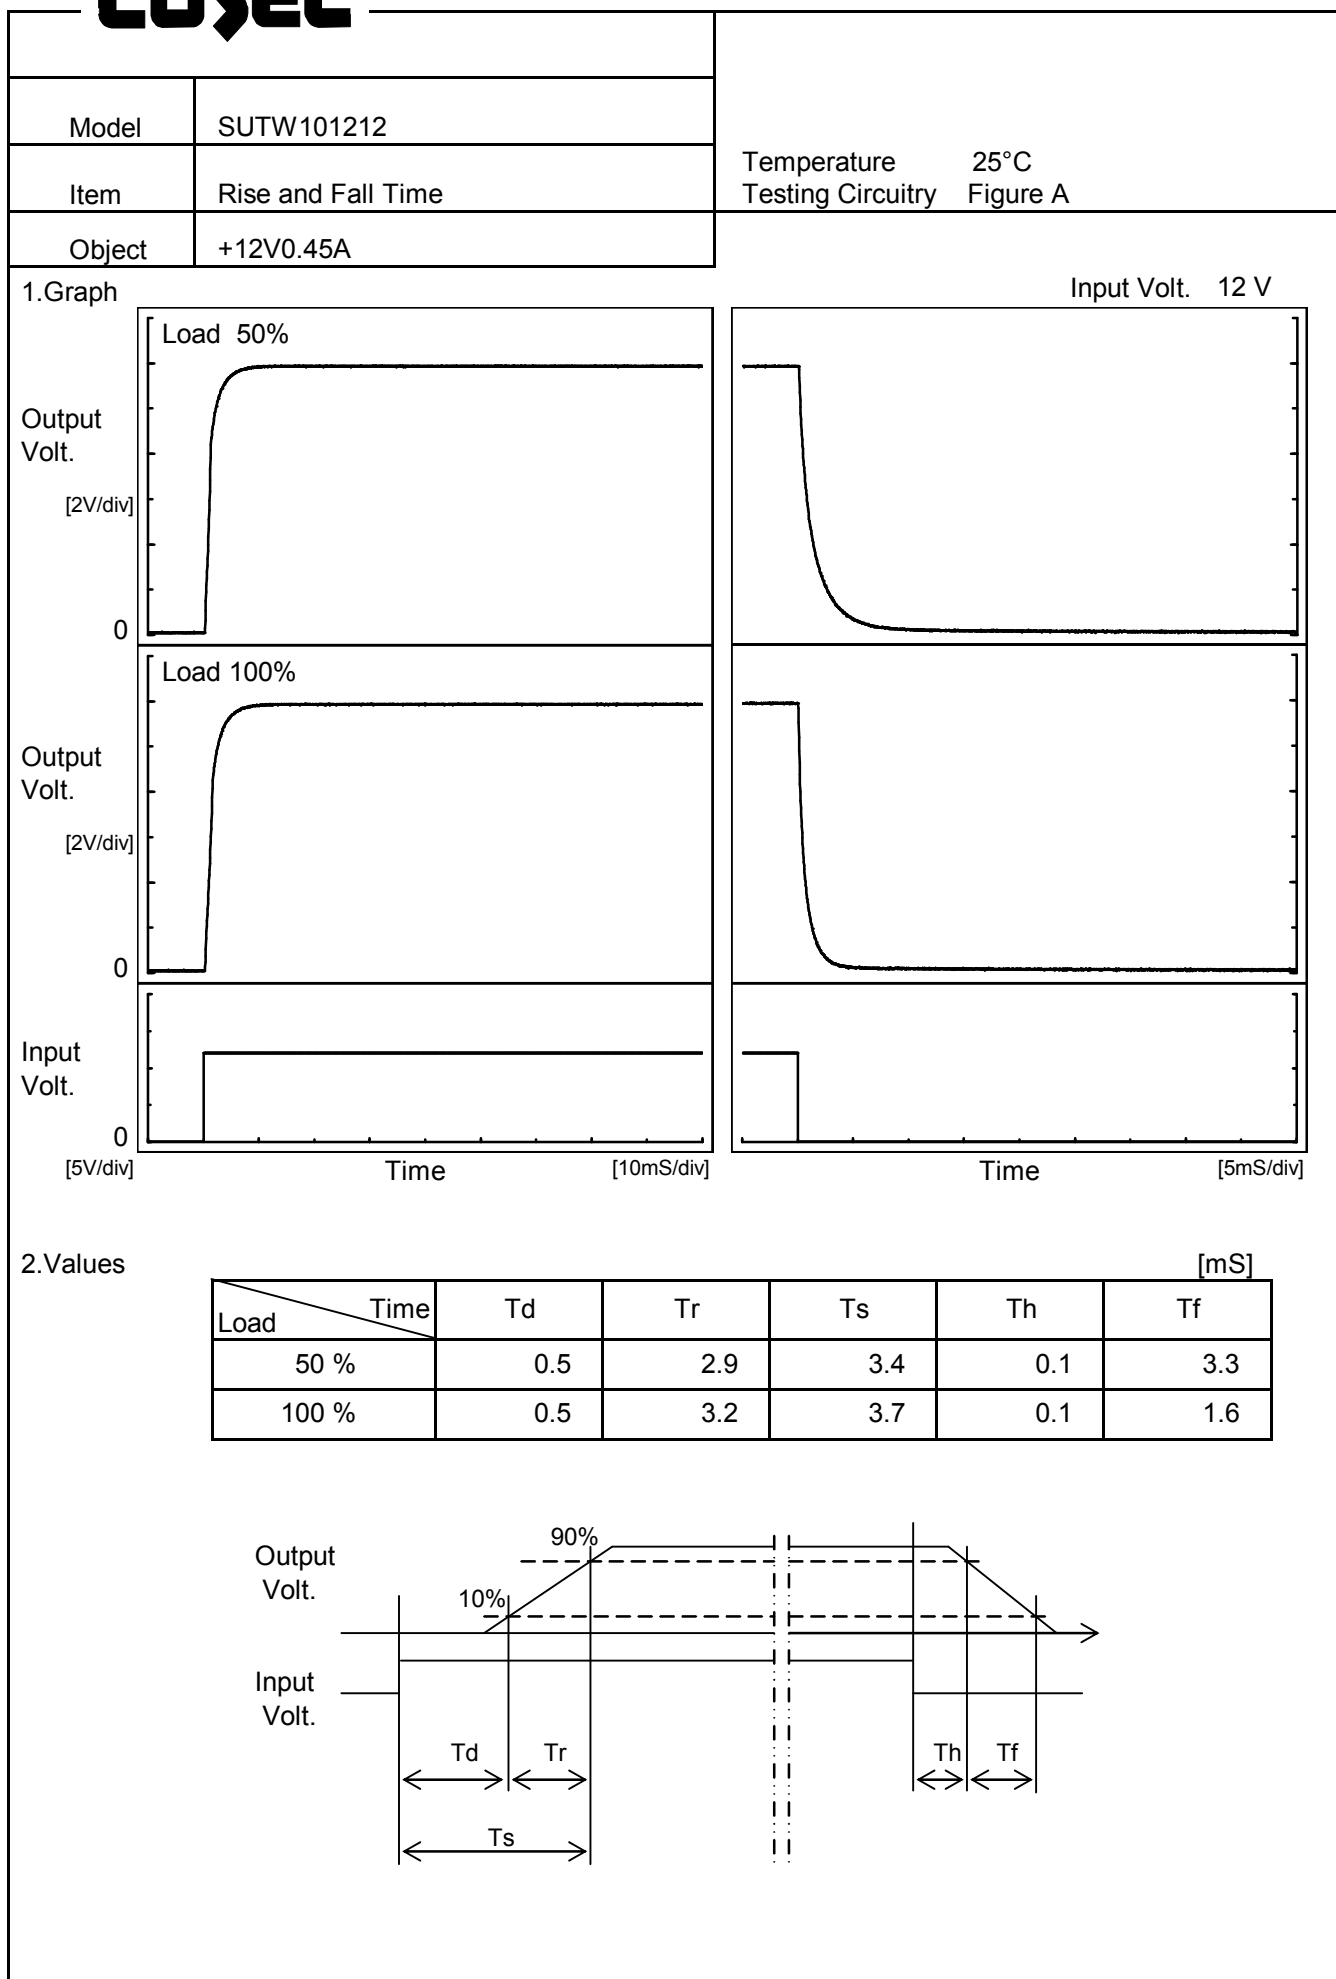 COSEL
Model SUTW101212
Temperature 25°C
Item Rise and Fall Time Testing Circuitry Figure A
Object +12V0.45A
1.Graph Input Volt. 12 V
Load 50%
Output
Volt.
[2V/div]
0
Load 100%
Output
Volt.
[2V/div]
0
Input
Volt.
0
[5V/div] Time [10mS/div] Time [5mS/div]
2.Values [mS]
Time
Load Td Tr Ts Th Tf
50 % 0.5 2.9 3.4 0.1 3.3
100 % 0.5 3.2 3.7 0.1 1.6
90%
Output
Volt.
10%
Input
Volt.
Td Tr Th Tf
Ts